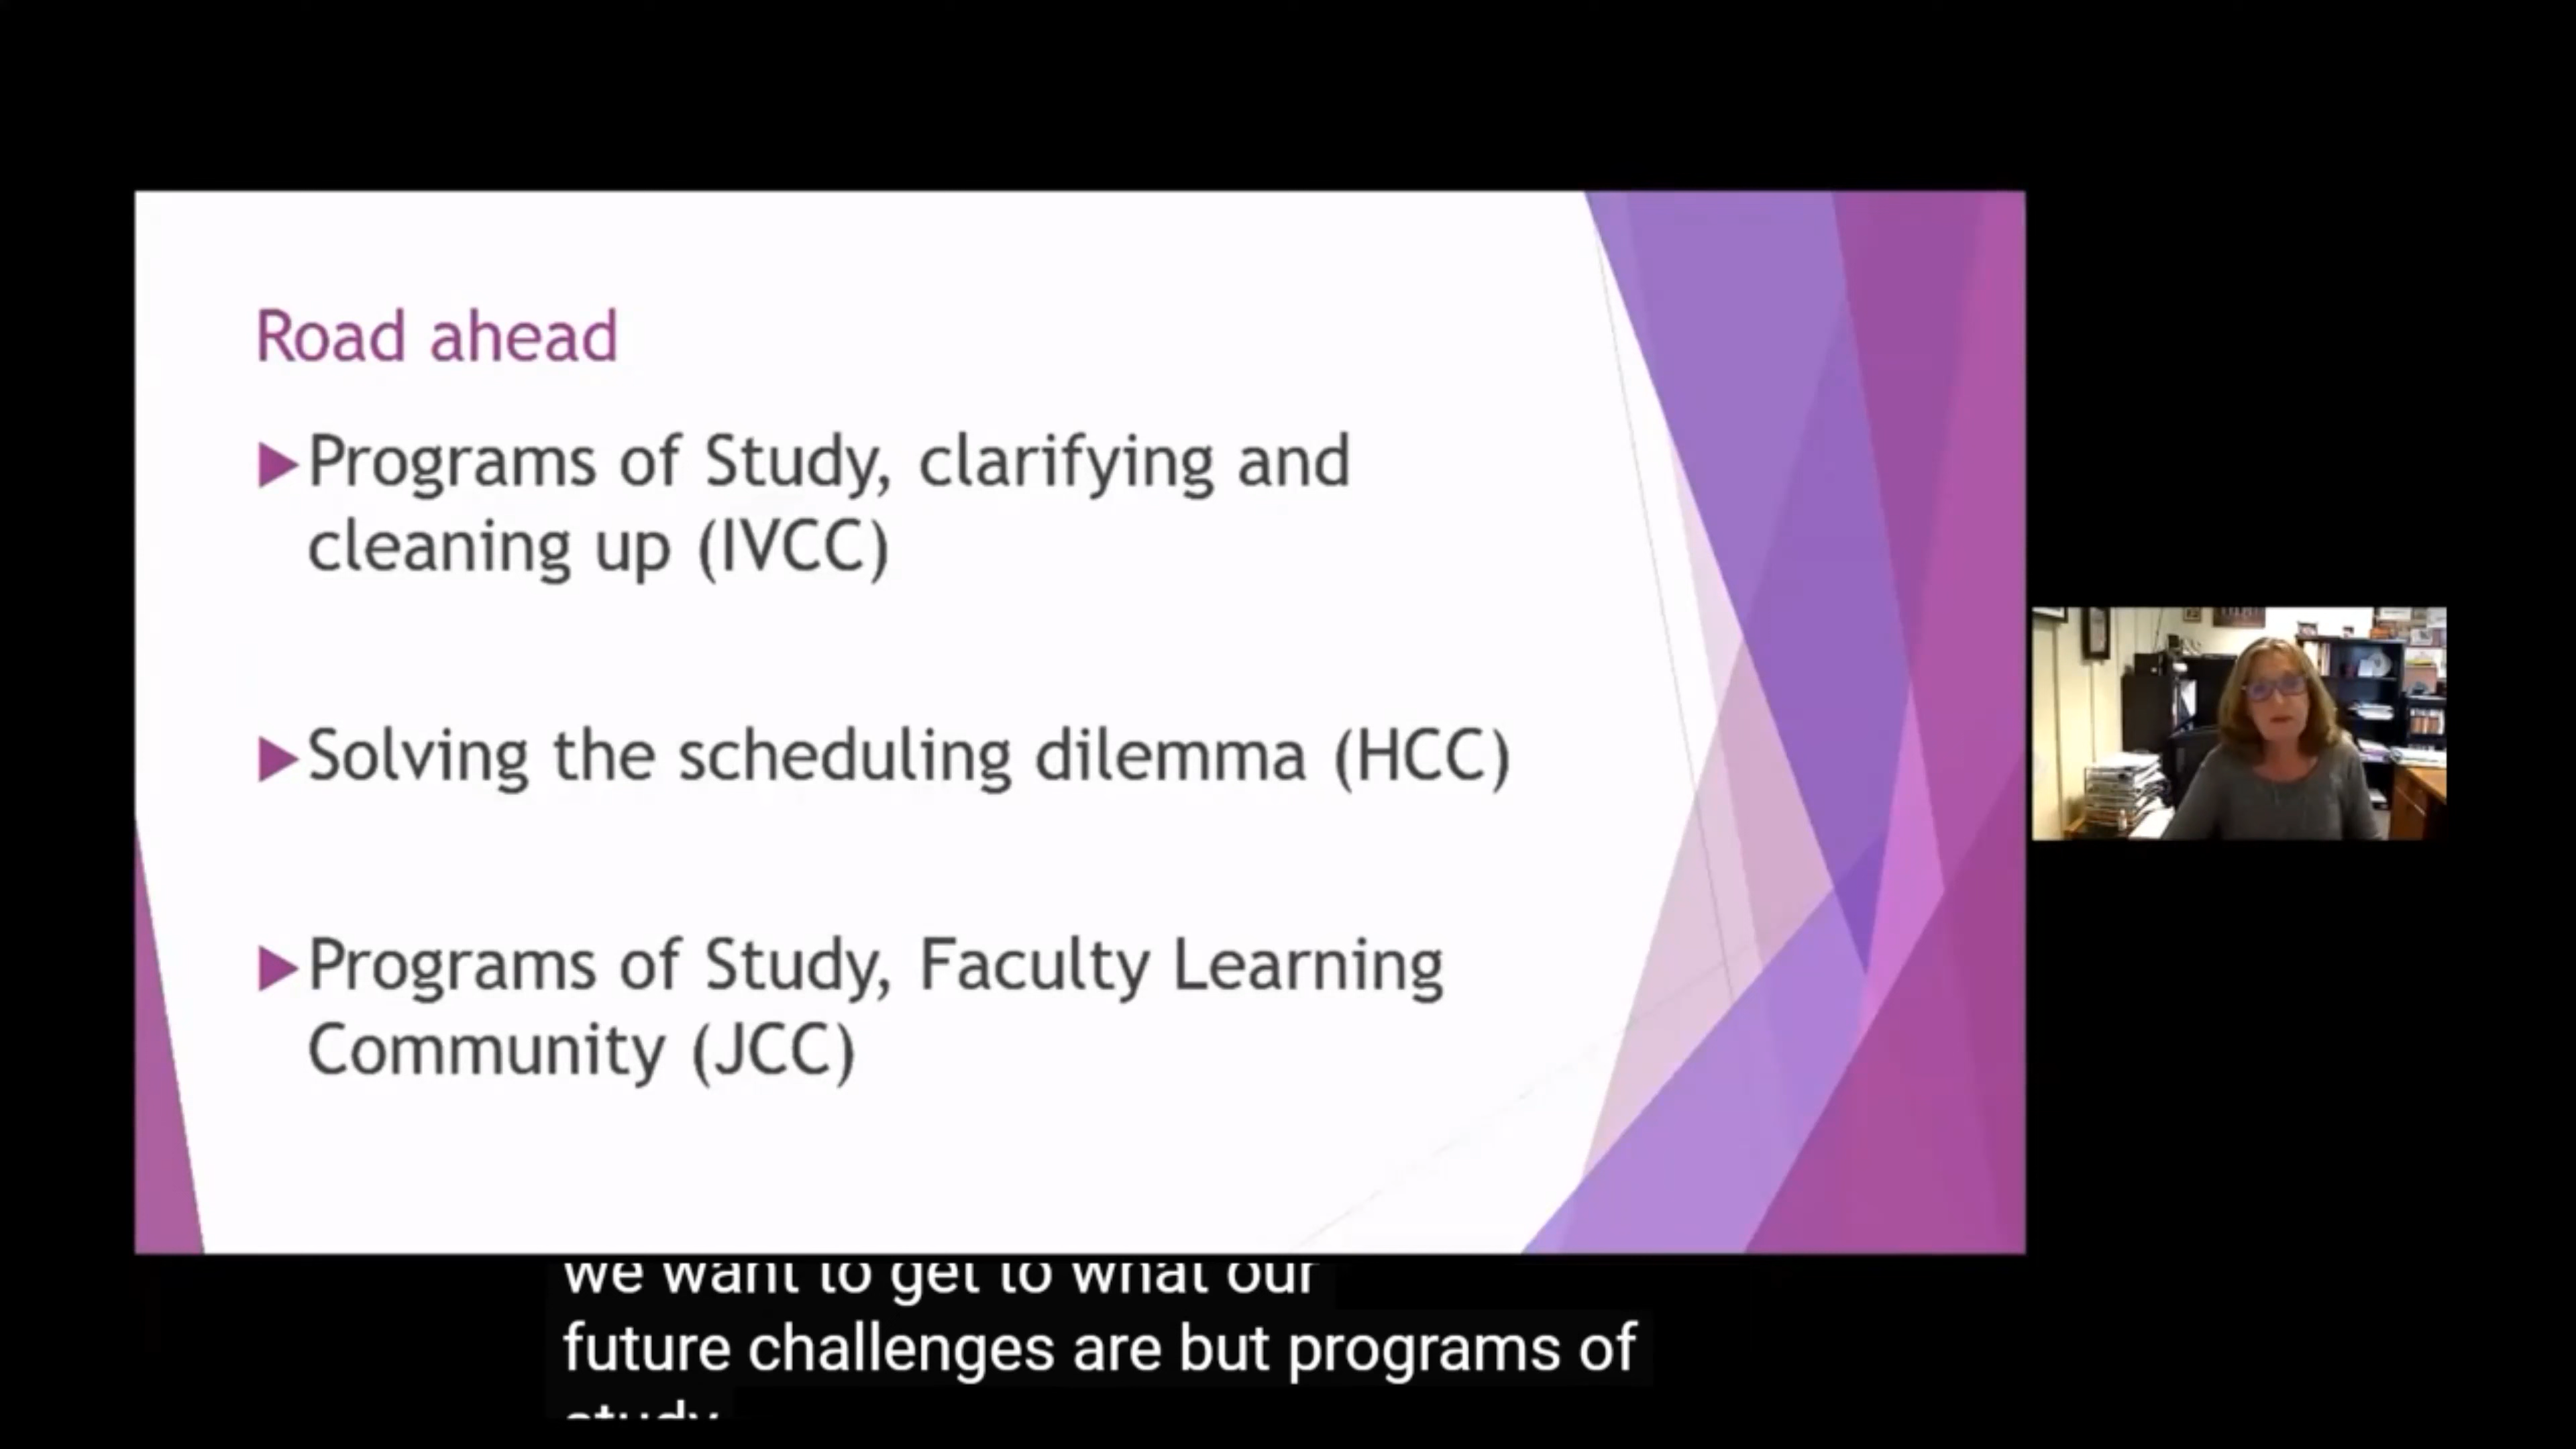 Road ahead
Programs of Study, clarifying and
cleaning up (IVCC)
Solving the scheduling dilemma (HCC)
Programs of Study, Faculty Learning
Community (JCC)
we want to get to what our
future challenges are but programs of
study